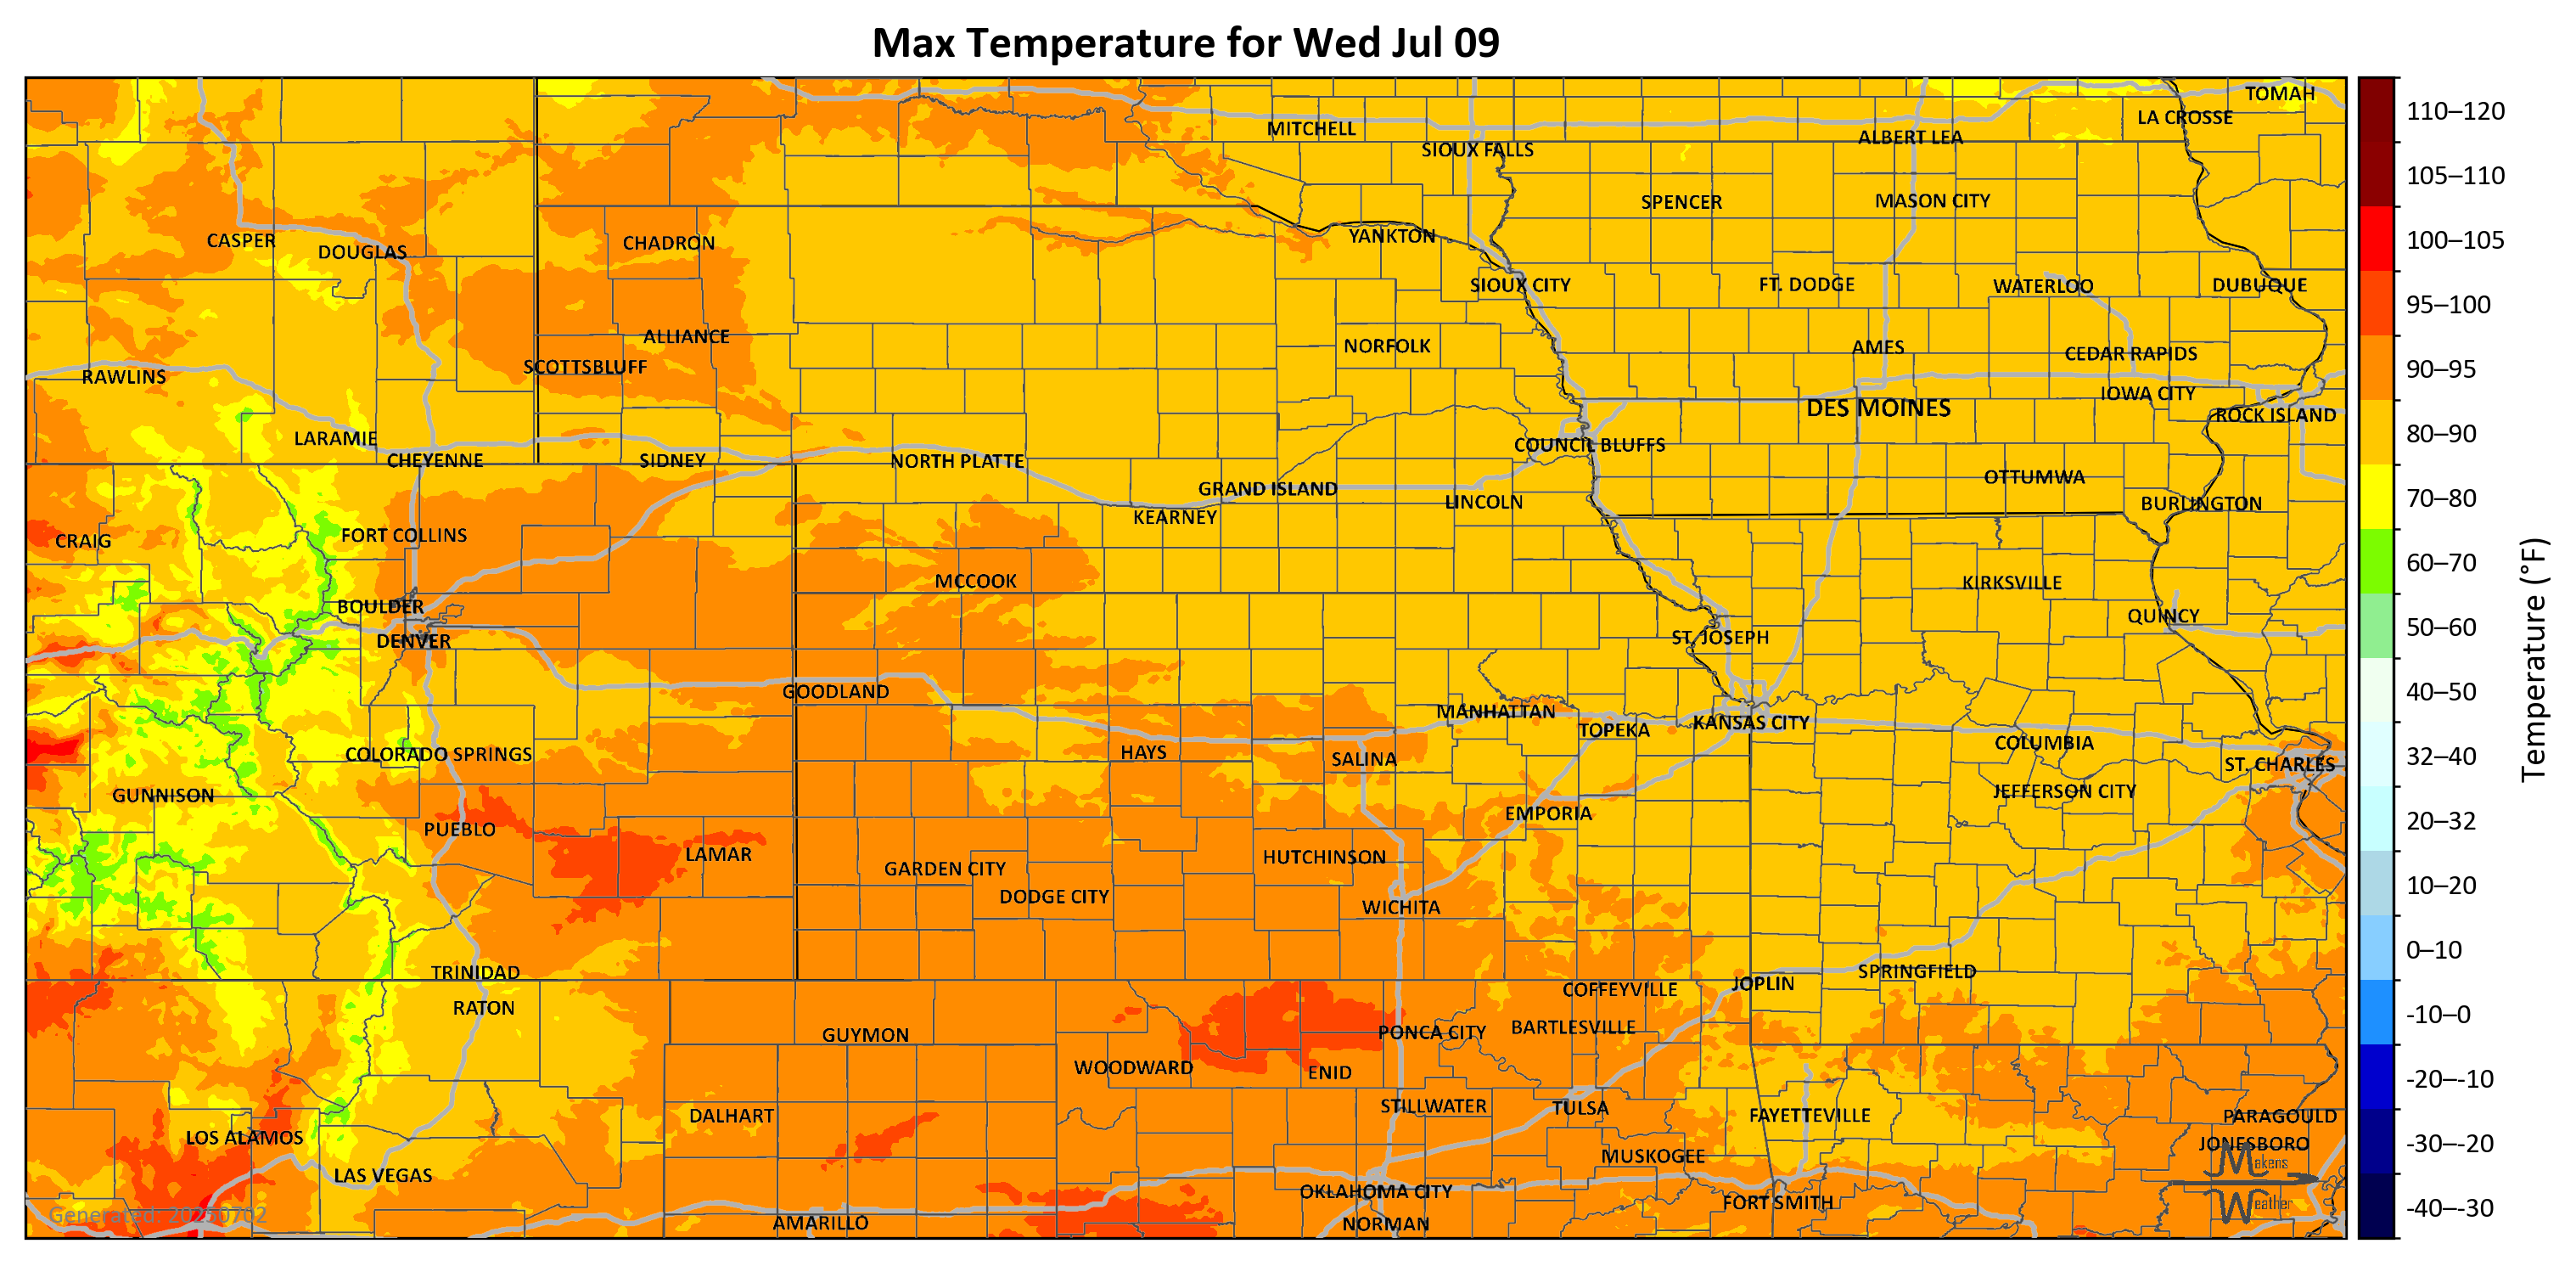 Max Temperature for Wed Jul 09
TOMAH
LA CROSSE
MITCHELL
ALBERT LEA
SIOUX FALLS
SPENCER
MASON CITY
CASPER
DOUGLAS
CHADRON
YANKTON
SIOUX CITY
FT. DODGE
WATERLOO
DUBUQUE
ALLIANCE
NORFOLK
AMES
CEDAR RAPIDS
SCOTTSBLUFF
RAWLINS
IOWA CITY
DES MOINES
ROCK ISLAND
LARAMIE
COUNCIL BLUFFS
CHEYENNE
SIDNEY
NORTH PLATTE
OTTUMWA
GRAND ISLAND
LINCOLN
BURLINGTON
KEARNEY
FORT COLLINS
CRAIG
MCCOOK
KIRKSVILLE
BOULDER
QUINCY
DENVER
ST. JOSEPH
GOODLAND
MANHATTAN
TOPEKA
KANSAS CITY
COLUMBIA
COLORADO SPRINGS
HAYS
SALINA
ST. CHARLES
GUNNISON
JEFFERSON CITY
EMPORIA
PUEBLO
LAMAR
HUTCHINSON
GARDEN CITY
DODGE CITY
WICHITA
TRINIDAD
SPRINGFIELD
JOPLIN
COFFEYVILLE
RATON
GUYMON
PONCA CITY
BARTLESVILLE
WOODWARD
ENID
DALHART
STILLWATER
TULSA
FAYETTEVILLE
PARAGOULD
LOS ALAMOS
JONESBORO
MUSKOGEE
LAS VEGAS
OKLAHOMA CITY
FORT SMITH
AMARILLO
NORMAN
Makens
Weather
Generated: 20250702
110–120
105–110
100–105
95–100
90–95
80–90
70–80
60–70
50–60
40–50
32–40
20–32
10–20
0–10
-10–0
-20–-10
-30–-20
-40–-30
Temperature (°F)